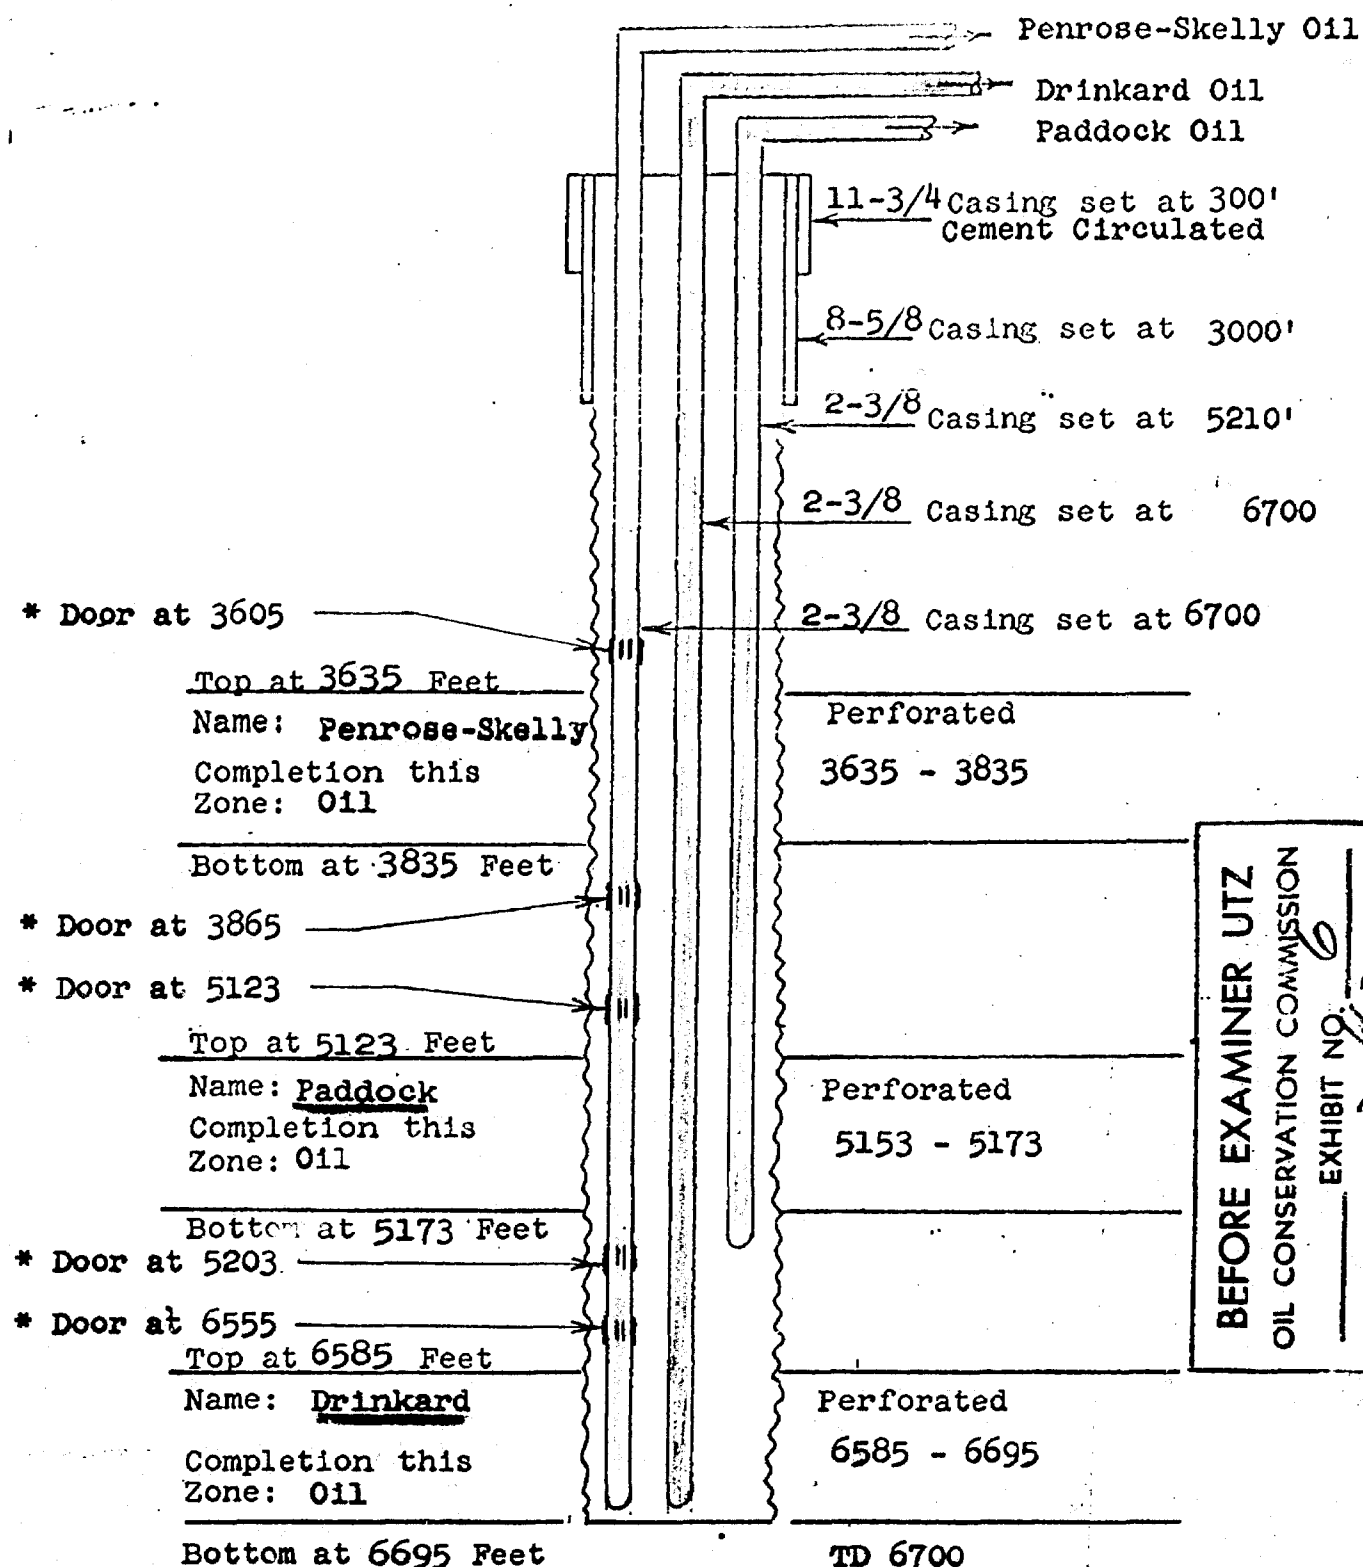 Penrose-Skelly Oil
Drinkard Oil
Paddock Oil
11-3/4 Casing set at 300'
Cement Circulated
8-5/8 Casing set at 3000'
2-3/8 Casing set at 5210'
2-3/8 Casing set at 6700
* Door at 3605
2-3/8 Casing set at 6700
Top at 3635 Feet
Name: Penrose-Skelly
Completion this
Zone: Oil
Perforated
3635 - 3835
Bottom at 3835 Feet
* Door at 3865
* Door at 5123
Top at 5123 Feet
Name: Paddock
Completion this
Zone: Oil
Perforated
5153 - 5173
Bottom at 5173 Feet
* Door at 5203
* Door at 6555
Top at 6585 Feet
Name: Drinkard
Completion this
Zone: Oil
Perforated
6585 - 6695
Bottom at 6695 Feet
TD 6700
BEFORE EXAMINER UTZ
OIL CONSERVATION COMMISSION
EXHIBIT NO. 6